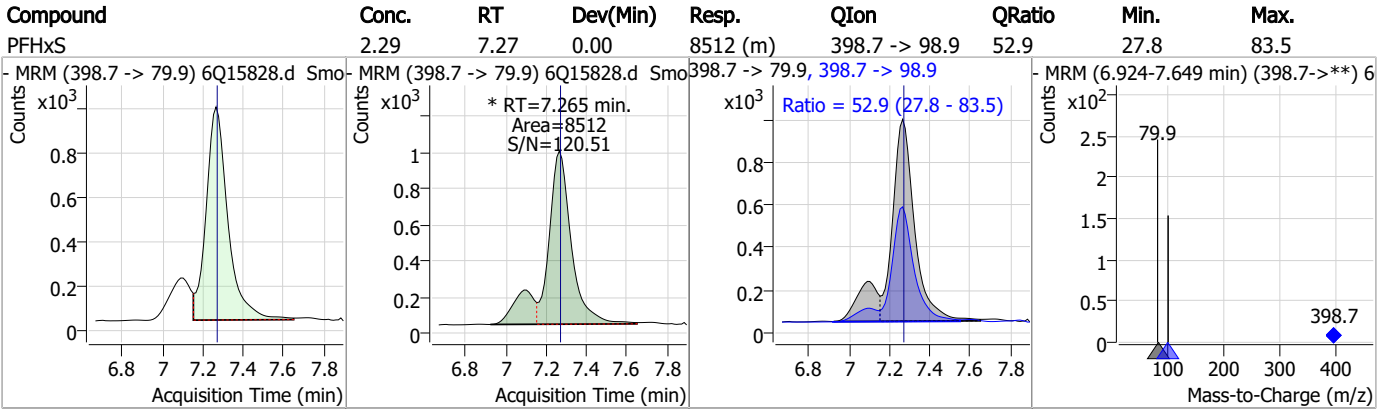 Compound Conc. RT Dev(Min) Resp. QIon QRatio Min. Max.
PFHxS 2.29 7.27 0.00 8512 (m) 398.7 -> 98.9 52.9 27.8 83.5
- MRM (398.7 -> 79.9) 6Q15828.d Smo
Counts
x10³
0.8
0.6
0.4
0.2
0
6.8 7 7.2 7.4 7.6 7.8
Acquisition Time (min)
- MRM (398.7 -> 79.9) 6Q15828.d Smo
Counts
x10³
* RT=7.265 min.
Area=8512
S/N=120.51
1
0.8
0.6
0.4
0.2
0
6.8 7 7.2 7.4 7.6 7.8
Acquisition Time (min)
398.7 -> 79.9, 398.7 -> 98.9
Counts
x10³
Ratio = 52.9 (27.8 - 83.5)
0.8
0.6
0.4
0.2
0
6.8 7 7.2 7.4 7.6 7.8
Acquisition Time (min)
- MRM (6.924-7.649 min) (398.7->**) 6
Counts
x10²
79.9
2.5
2
1.5
1
0.5
398.7
0
100 200 300 400
Mass-to-Charge (m/z)